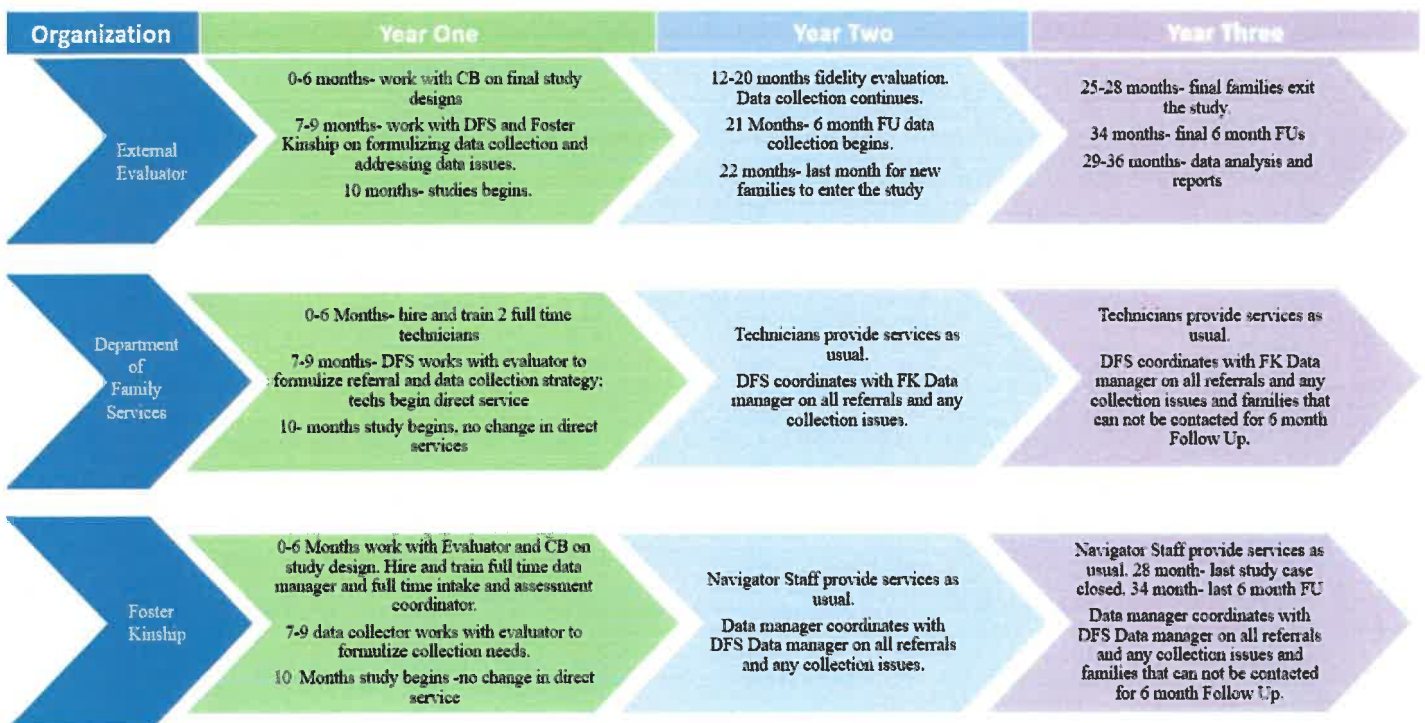 Organization
Year One
Year Two
Year Three
External
Evaluator
0-6 months- work with CB on final study
designs
7-9 months- work with DFS and Foster
Kinship on formulizing data collection and
addressing data issues.
10 months- studies begins.
12-20 months fidelity evaluation.
Data collection continues.
21 Months- 6 month FU data
collection begins.
22 months- last month for new
families to enter the study
25-28 months- final families exit
the study.
34 months- final 6 month FUs
29-36 months- data analysis and
reports
Department
of
Family
Services
0-6 Months- hire and train 2 full time
technicians
7-9 months- DFS works with evaluator to
formulize referral and data collection strategy;
techs begin direct service
10- months study begins, no change in direct
services
Technicians provide services as
usual.
DFS coordinates with FK Data
manager on all referrals and any
collection issues.
Technicians provide services as
usual.
DFS coordinates with FK Data
manager on all referrals and any
collection issues and families that
can not be contacted for 6 month
Follow Up.
Foster
Kinship
0-6 Months work with Evaluator and CB on
study design. Hire and train full time data
manager and full time intake and assessment
coordinator.
7-9 data collector works with evaluator to
formulize collection needs.
10 Months study begins -no change in direct
service
Navigator Staff provide services as
usual.
Data manager coordinates with
DFS Data manager on all referrals
and any collection issues.
Navigator Staff provide services as
usual. 28 month- last study case
closed. 34 month- last 6 month FU
Data manager coordinates with
DFS Data manager on all referrals
and any collection issues and
families that can not be contacted
for 6 month Follow Up.